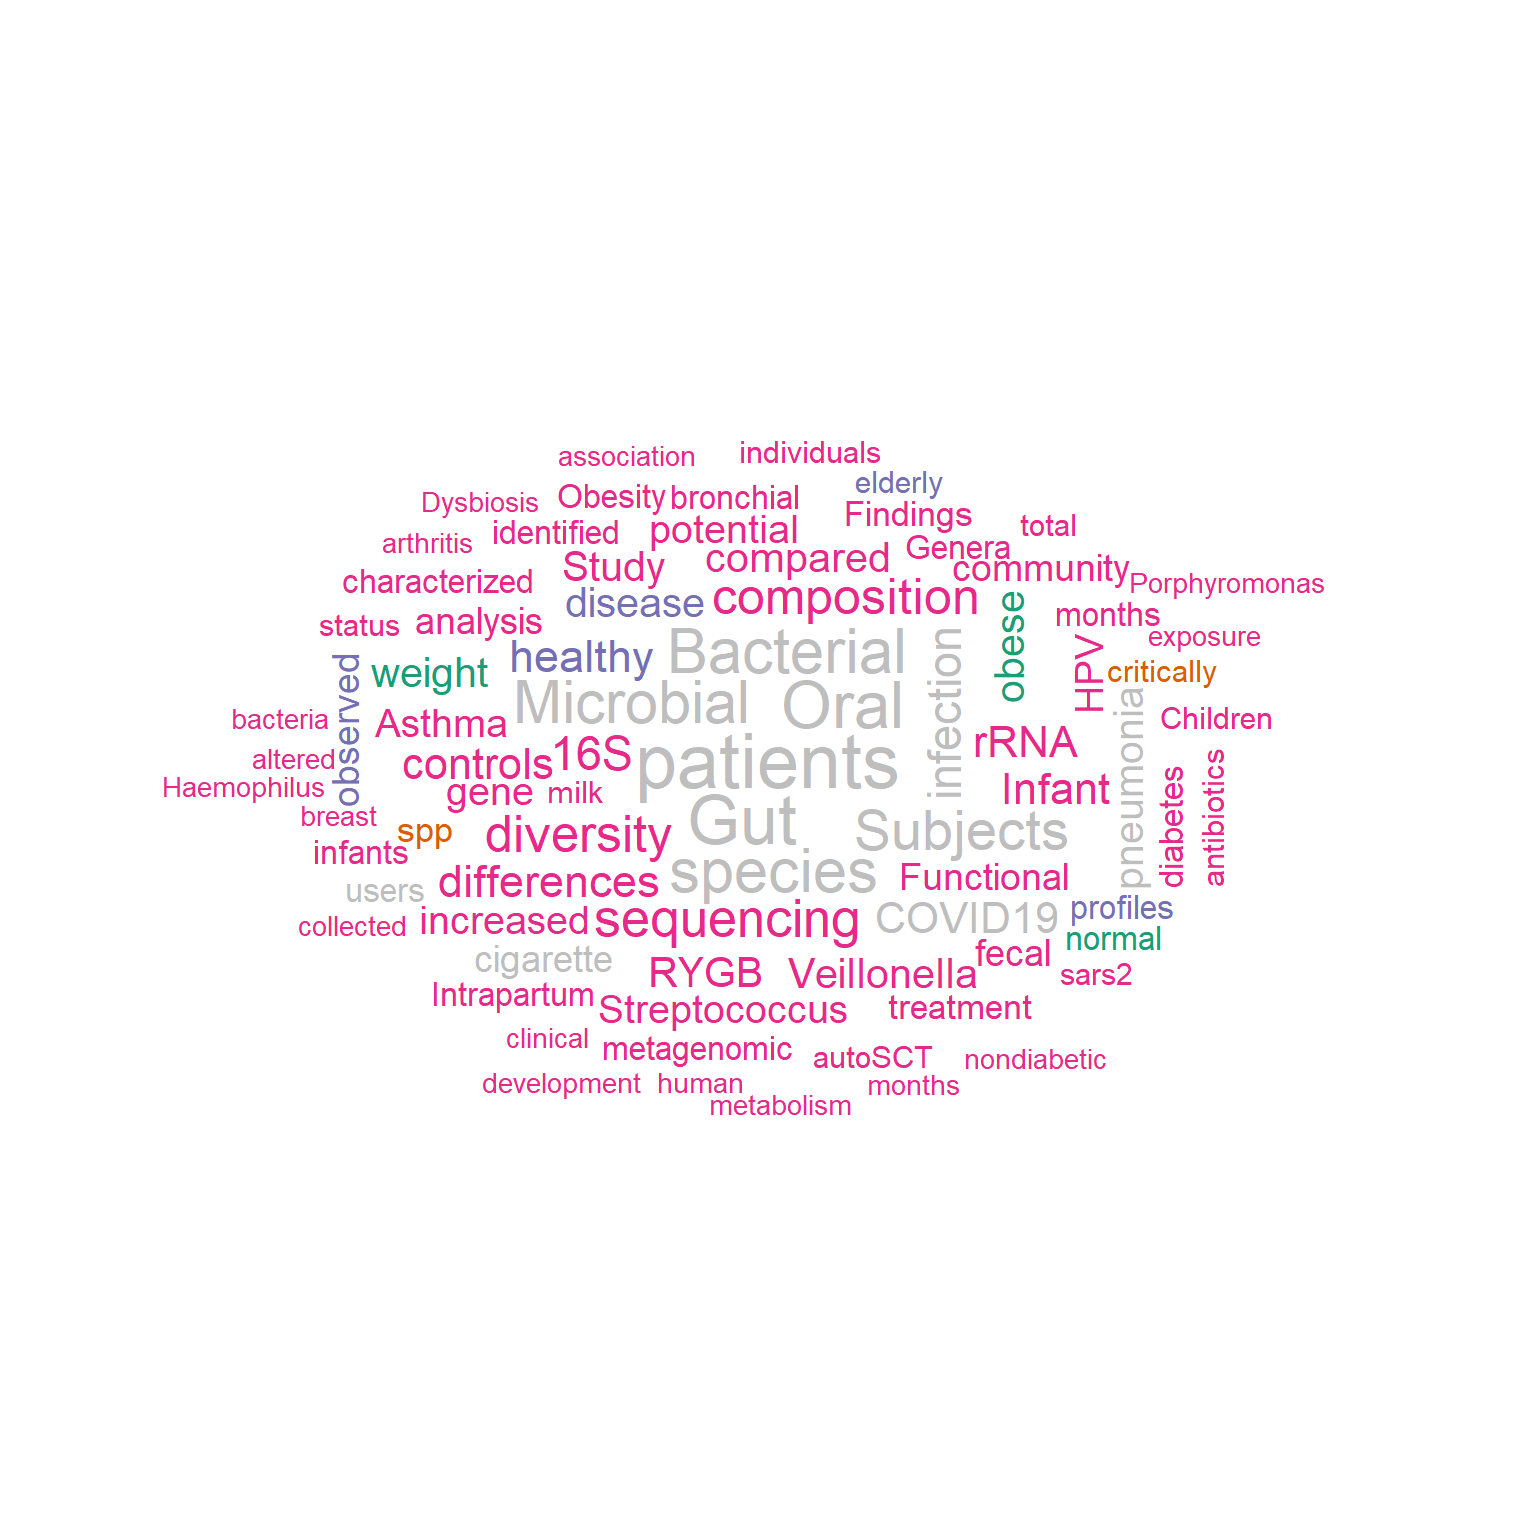 association
individuals
elderly
Dysbiosis
Obesity
bronchial
Findings
total
arthritis
identified
potential
Genera
characterized
Study
compared
community
Porphyromonas
status
analysis
disease
composition
obese
months
exposure
observed
weight
healthy
Bacterial
infection
HPV
critically
bacteria
Asthma
Microbial
Oral
rRNA
pneumonia
Children
altered
controls
16S
patients
Infant
diabetes
antibiotics
Haemophilus
gene
milk
breast
spp
diversity
Gut
Subjects
infants
users
differences
species
Functional
collected
increased
sequencing
COVID19
profiles
normal
cigarette
RYGB
Veillonella
fecal
sars2
Intrapartum
Streptococcus
treatment
clinical
metagenomic
autoSCT
nondiabetic
development
human
months
metabolism